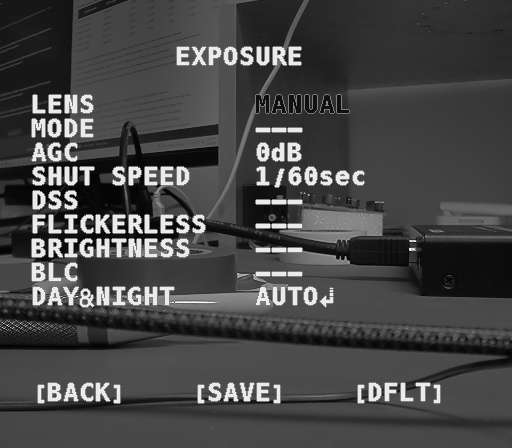 EXPOSURE
LENS MANUAL
MODE ---
AGC 0dB
SHUT SPEED 1/60sec
DSS ---
FLICKERLESS ---
BRIGHTNESS ---
BLC ---
DAY&NIGHT AUTO↲
[BACK] [SAVE] [DFLT]